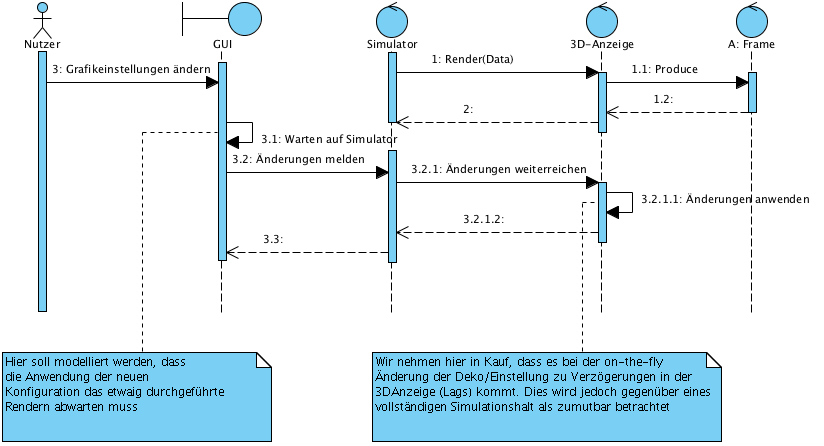 Nutzer
GUI
Simulator
3D-Anzeige
A: Frame
1: Render(Data)
3: Grafikeinstellungen ändern
1.1: Produce
1.2:
2:
3.1: Warten auf Simulator
3.2: Änderungen melden
3.2.1: Änderungen weiterreichen
3.2.1.1: Änderungen anwenden
3.2.1.2:
3.3:
Hier soll modelliert werden, dass
die Anwendung der neuen
Konfiguration das etwaig durchgeführte
Rendern abwarten muss
Wir nehmen hier in Kauf, dass es bei der on-the-fly
Änderung der Deko/Einstellung zu Verzögerungen in der
3DAnzeige (Lags) kommt. Dies wird jedoch gegenüber eines
vollständigen Simulationshalt als zumutbar betrachtet